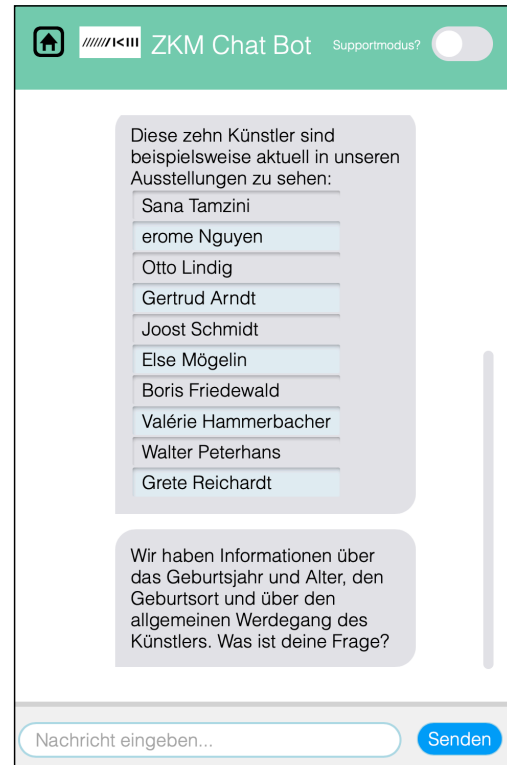 ZKM Chat Bot Supportmodus?
Diese zehn Künstler sind
beispielsweise aktuell in unseren
Ausstellungen zu sehen:
Sana Tamzini
erome Nguyen
Otto Lindig
Gertrud Arndt
Joost Schmidt
Else Mögelin
Boris Friedewald
Valérie Hammerbacher
Walter Peterhans
Grete Reichardt
Wir haben Informationen über
das Geburtsjahr und Alter, den
Geburtsort und über den
allgemeinen Werdegang des
Künstlers. Was ist deine Frage?
Nachricht eingeben... Senden